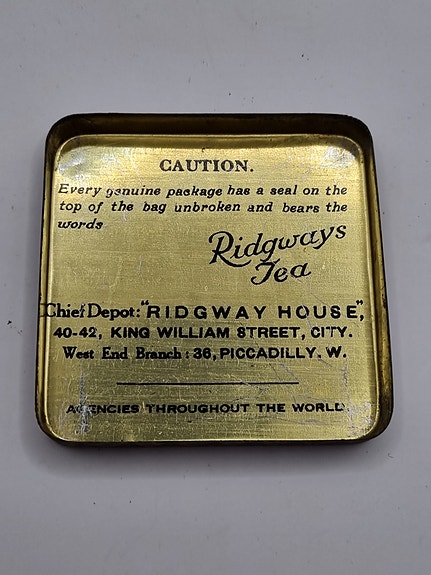 CAUTION.
Every genuine package has a seal on the
top of the bag unbroken and bears the
words
Ridgways
Tea
Chief Depot: "RIDGWAY HOUSE",
40-42, KING WILLIAM STREET, CITY.
West End Branch: 36, PICCADILLY. W.
AGENCIES THROUGHOUT THE WORLD.